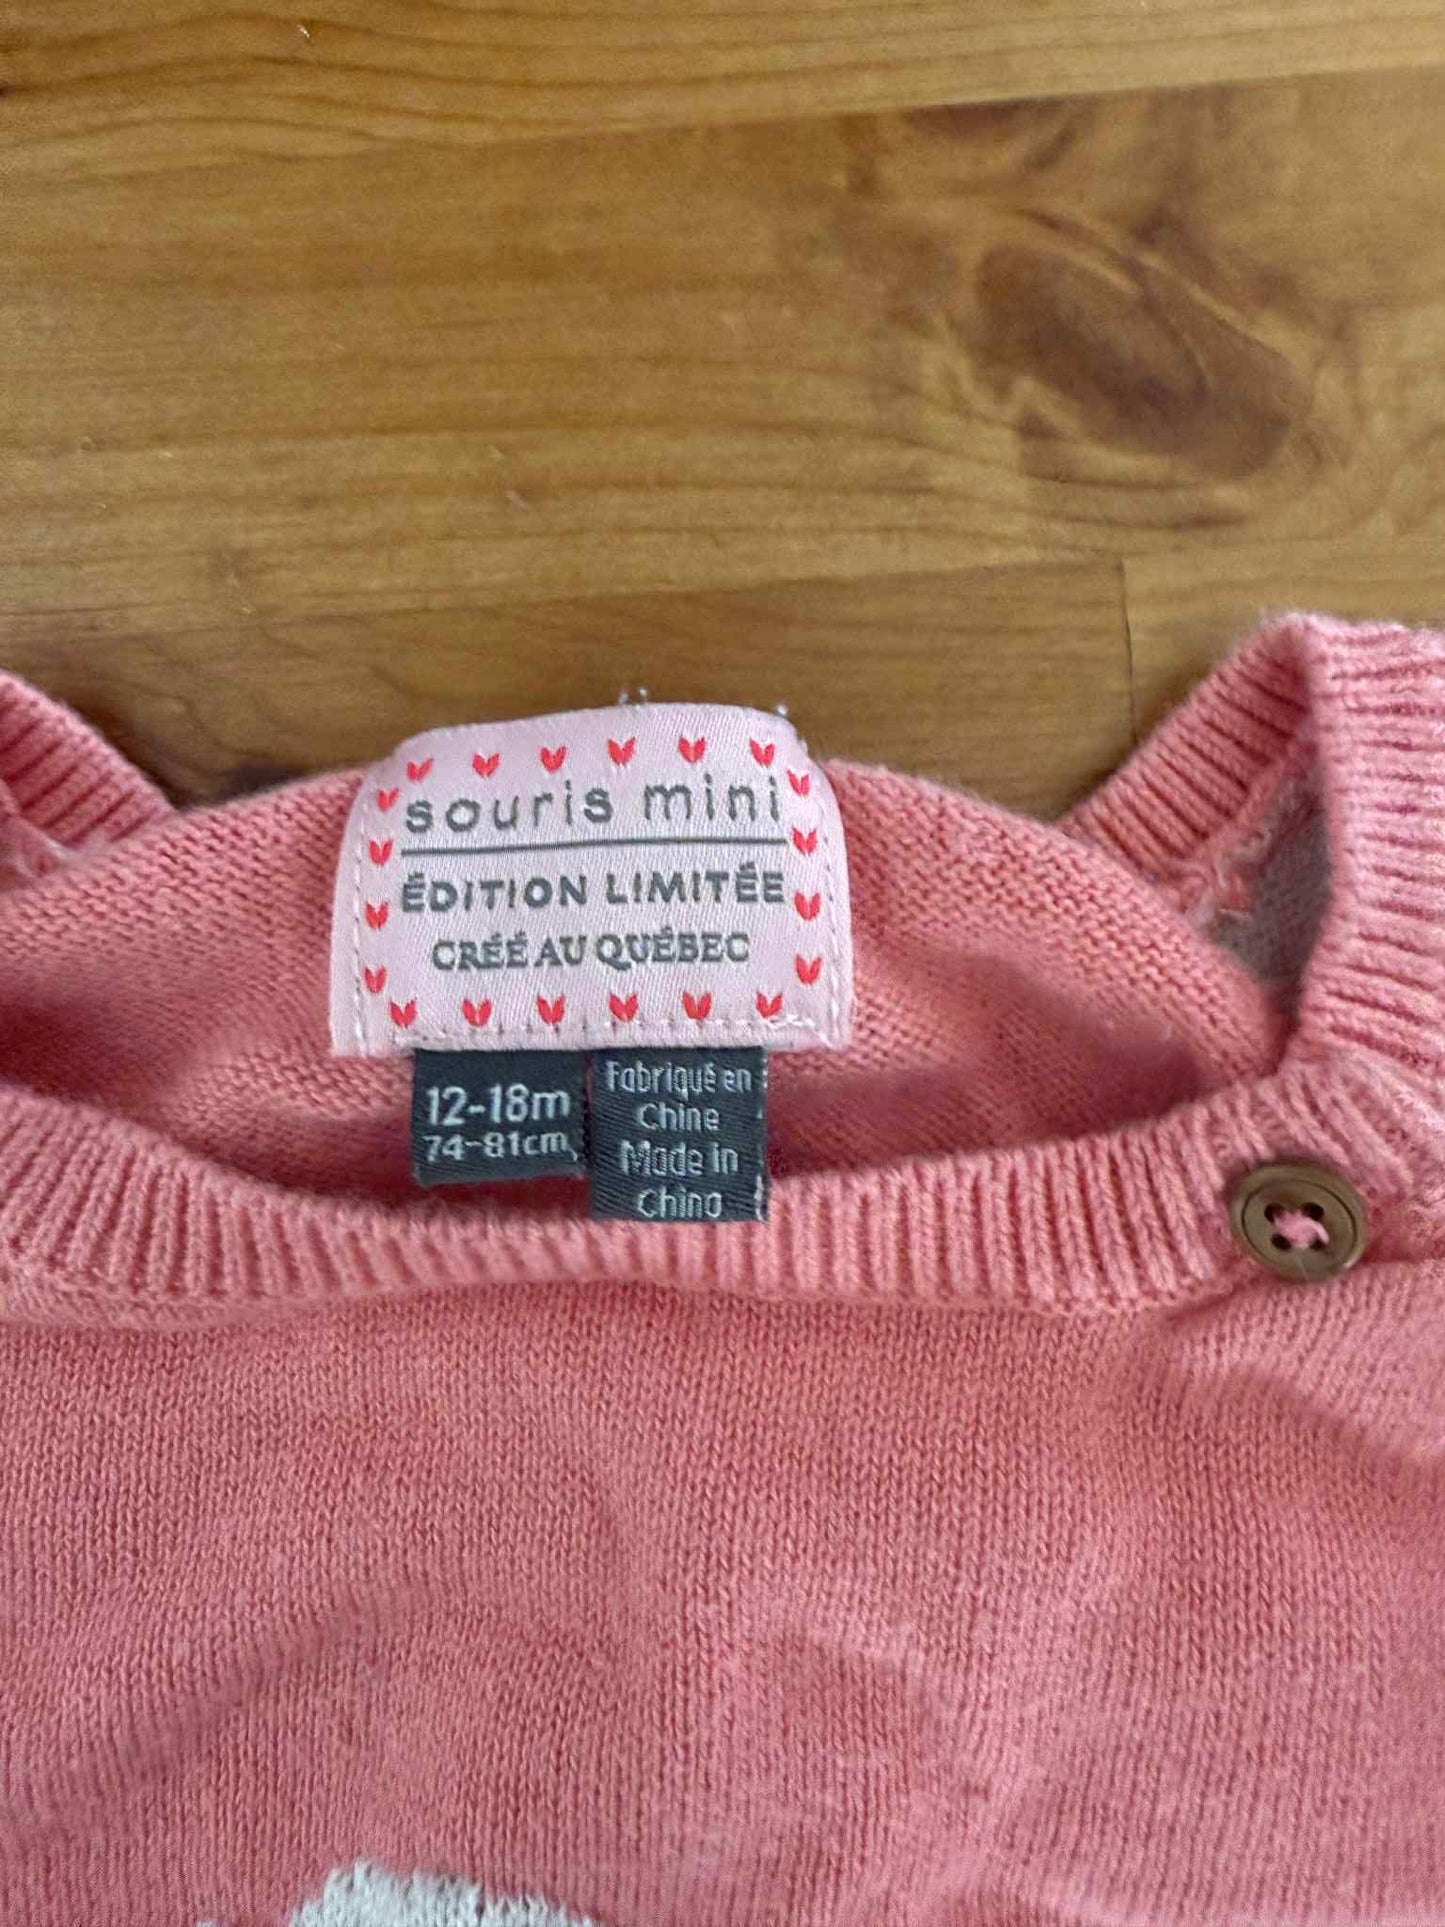 souris mini
ÉDITION LIMITÉE
CRÉÉ AU QUÉBEC
12-18m
74-81cm
Fabriqué en
Chine
Made in
China